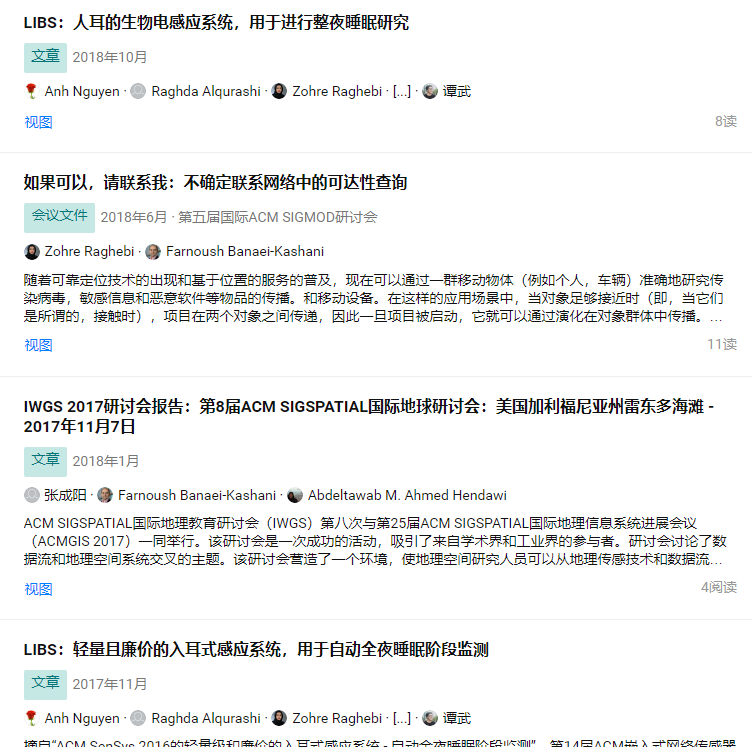 LIBS：人耳的生物电感应系统，用于进行整夜睡眠研究
文章 2018年10月
Anh Nguyen · Raghda Alqurashi · Zohre Raghebi · [...] · 谭武
视图 8读
如果可以，请联系我：不确定联系网络中的可达性查询
会议文件 2018年6月 · 第五届国际ACM SIGMOD研讨会
Zohre Raghebi · Farnoush Banaei-Kashani
随着可靠定位技术的出现和基于位置的服务的普及，现在可以通过一群移动物体（例如个人，车辆）准确地研究传
染病毒，敏感信息和恶意软件等物品的传播。和移动设备。在这样的应用场景中，当对象足够接近时（即，当它们
是所谓的，接触时），项目在两个对象之间传递，因此一旦项目被启动，它就可以通过演化在对象群体中传播。...
视图 11读
IWGS 2017研讨会报告：第8届ACM SIGSPATIAL国际地球研讨会：美国加利福尼亚州雷东多海滩 -
2017年11月7日
文章 2018年1月
张成阳 · Farnoush Banaei-Kashani · Abdeltawab M. Ahmed Hendawi
ACM SIGSPATIAL国际地理教育研讨会（IWGS）第八次与第25届ACM SIGSPATIAL国际地理信息系统进展会议
（ACMGIS 2017）一同举行。该研讨会是一次成功的活动，吸引了来自学术界和工业界的参与者。研讨会讨论了数
据流和地理空间系统交叉的主题。该研讨会营造了一个环境，使地理空间研究人员可以从地理传感技术和数据流...
视图 4阅读
LIBS：轻量且廉价的入耳式感应系统，用于自动全夜睡眠阶段监测
文章 2017年11月
Anh Nguyen · Raghda Alqurashi · Zohre Raghebi · [...] · 谭武
摘自“ACM SenSys 2016的轻量级和廉价的入耳式感应系统 - 自动全夜睡眠阶段监测”，第14届ACM嵌入式网络传感器